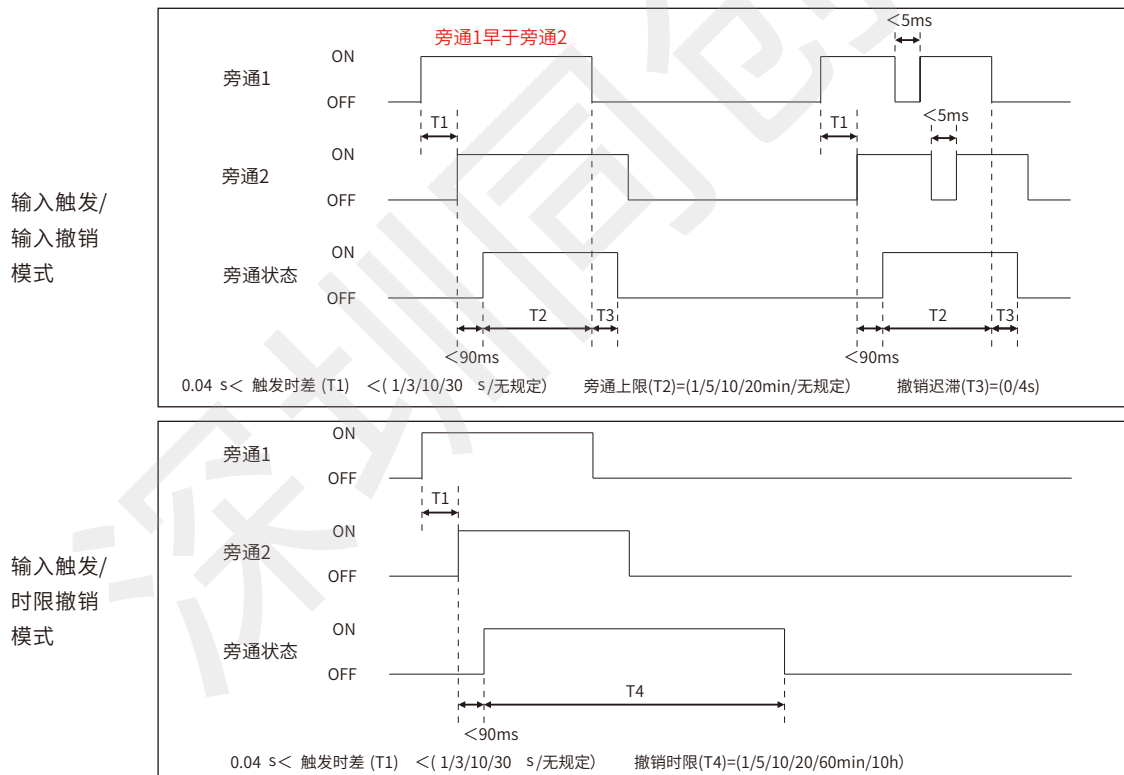 旁通1早于旁通2
<5ms
ON
旁通1
OFF
T1
T1
<5ms
ON
旁通2
OFF
输入触发/
输入撤销
模式
ON
旁通状态
OFF
T2
T3
T2
T3
<90ms
<90ms
0.04 s< 触发时差 (T1) <( 1/3/10/30 s/无规定) 旁通上限(T2)=(1/5/10/20min/无规定) 撤销迟滞(T3)=(0/4s)
ON
旁通1
OFF
T1
ON
旁通2
OFF
输入触发/
时限撤销
模式
ON
旁通状态
OFF
T4
<90ms
0.04 s< 触发时差 (T1) <( 1/3/10/30 s/无规定) 撤销时限(T4)=(1/5/10/20/60min/10h)
深圳同创